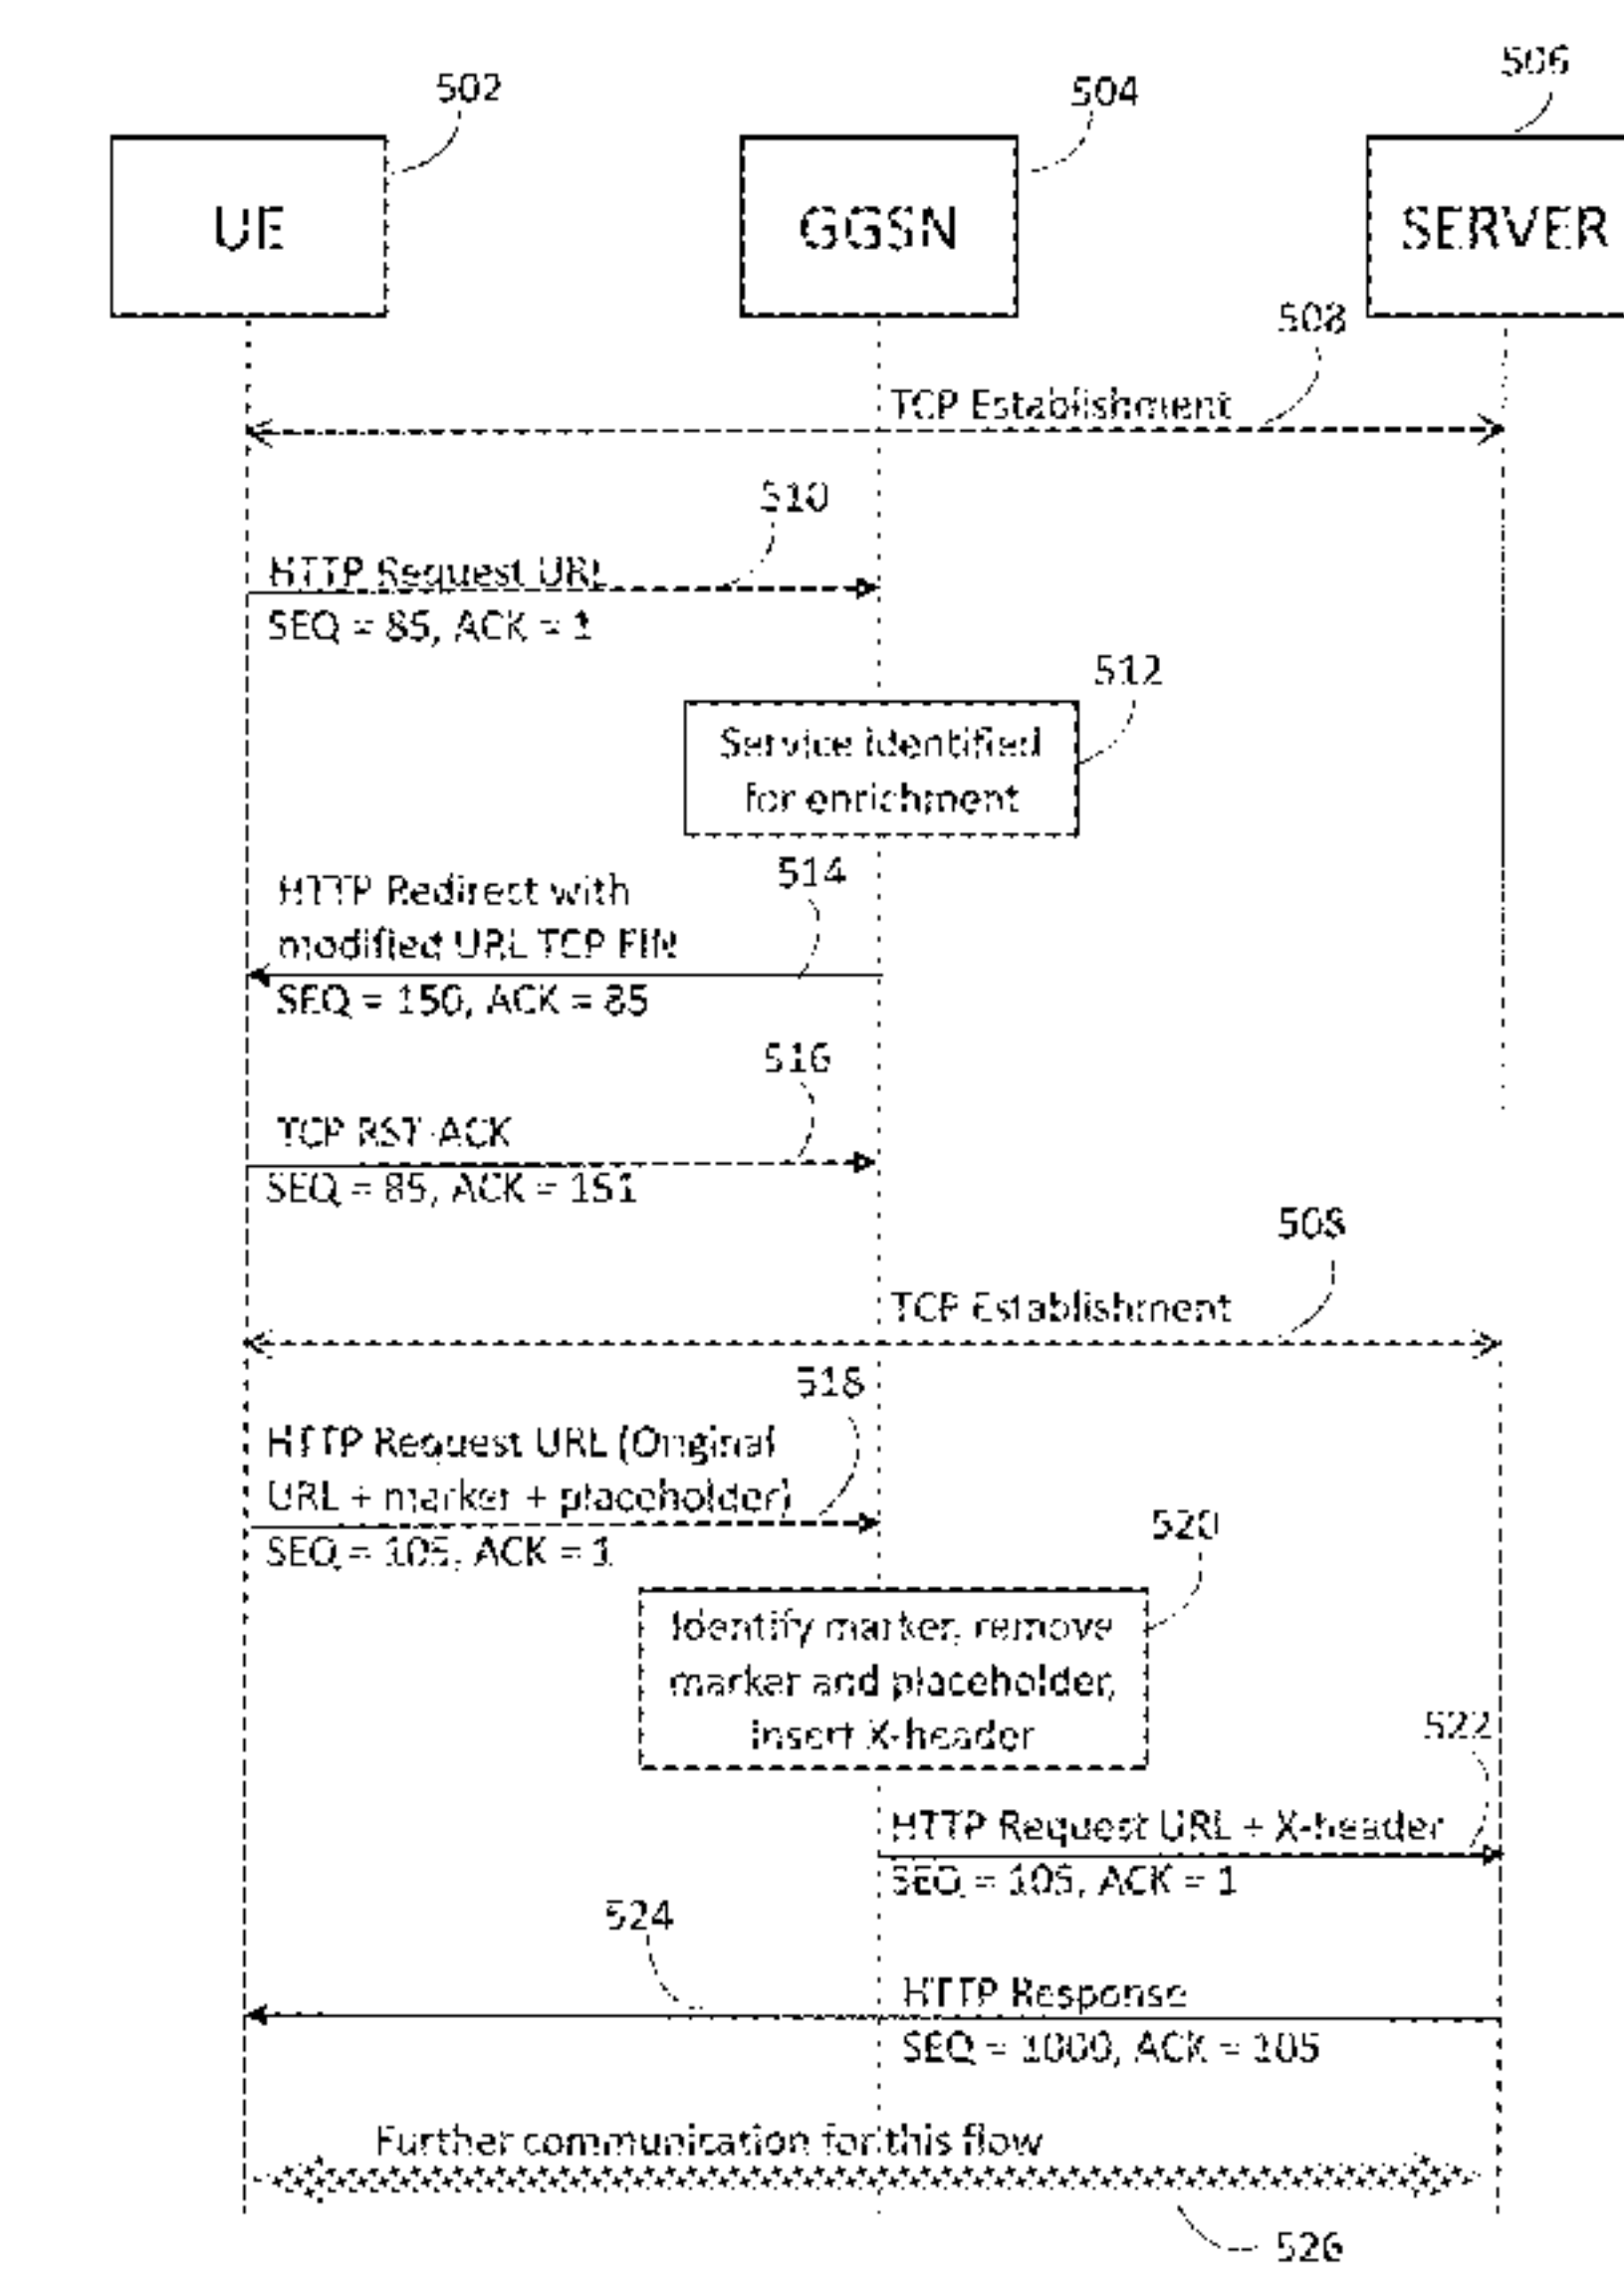 502
504
506
UE
GGSN
SERVER
508
TCP Establishment
510
HTTP Request URL
SEQ = 85, ACK = 1
512
Service identified
for enrichment
514
HTTP Redirect with
modified URL TCP FIN
SEQ = 150, ACK = 85
516
TCP RST-ACK
SEQ = 85, ACK = 151
508
TCP Establishment
518
HTTP Request URL (Original
URL + marker + placeholder)
SEQ = 105, ACK = 1
520
Identify marker, remove
marker and placeholder,
insert X-header
522
HTTP Request URL + X-header
SEQ = 105, ACK = 1
524
HTTP Response
SEQ = 1000, ACK = 105
Further communication for this flow
526